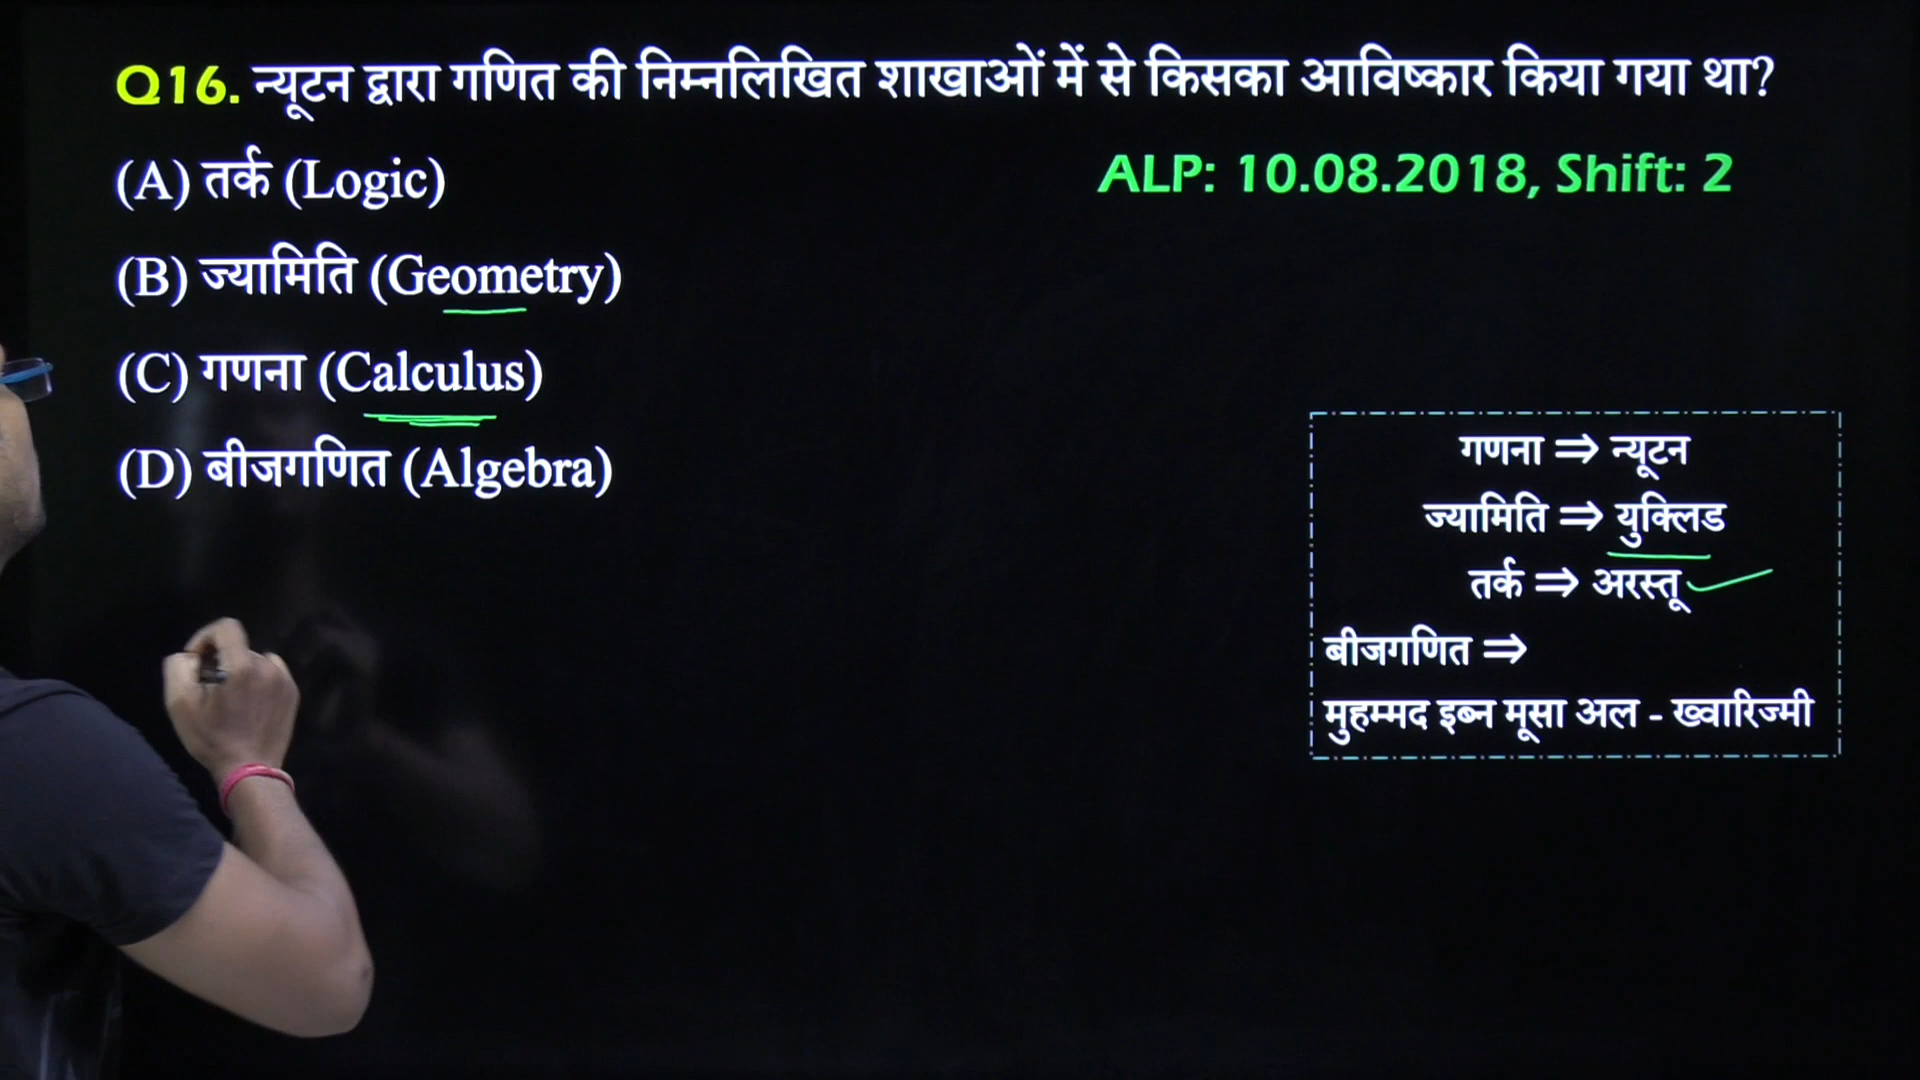 Q16. न्यूटन द्वारा गणित की निम्नलिखित शाखाओं में से किसका आविष्कार किया गया था?
(A) तर्क (Logic)
ALP: 10.08.2018, Shift: 2
(B) ज्यामिति (Geometry)
(C) गणना (Calculus)
(D) बीजगणित (Algebra)
गणना ⇒ न्यूटन
ज्यामिति ⇒ युक्लिड
तर्क ⇒ अरस्तू
बीजगणित ⇒
मुहम्मद इब्न मूसा अल - ख्वारिज्मी